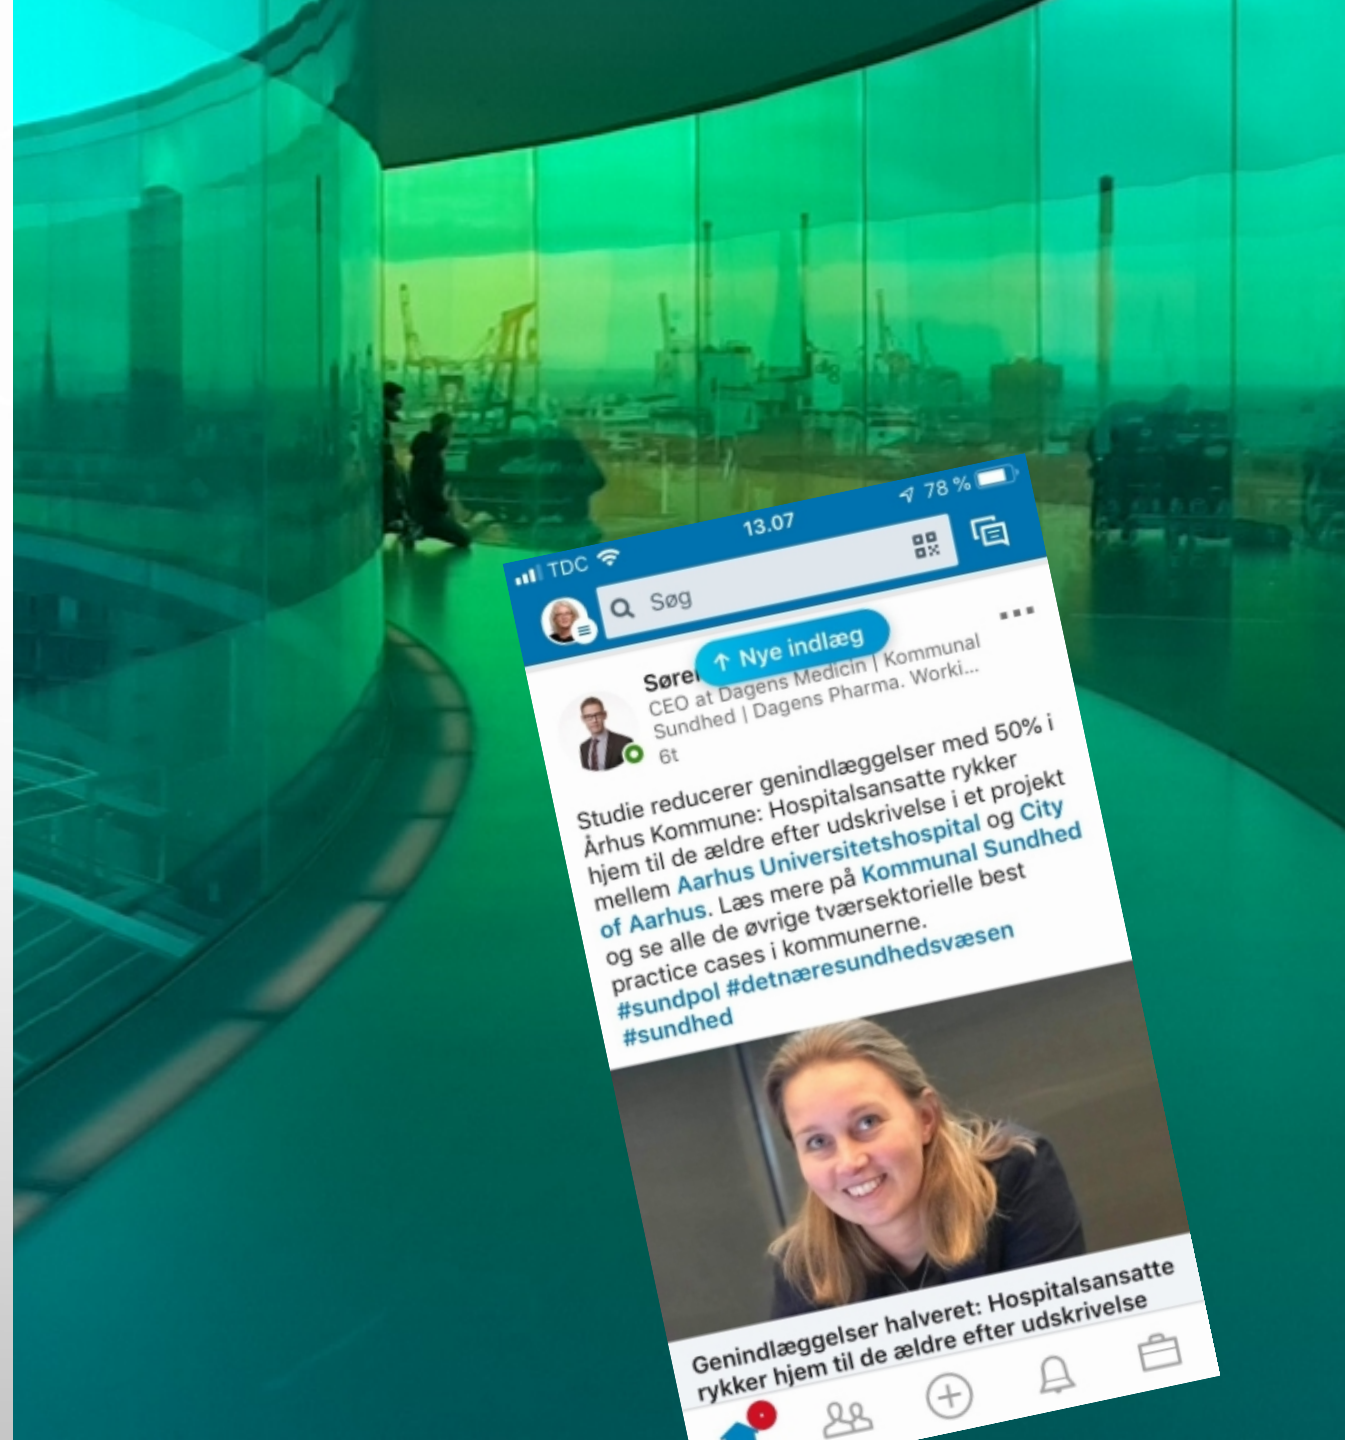 TDC 13.07 78 %
Søg
↑ Nye indlæg
CEO at Dagens Medicin | Kommunal
Sundhed | Dagens Pharma. Worki...
6t
Studie reducerer genindlæggelser med 50% i
Århus Kommune: Hospitalsansatte rykker
hjem til de ældre efter udskrivelse i et projekt
mellem Aarhus Universitetshospital og City
of Aarhus. Læs mere på Kommunal Sundhed
og se alle de øvrige tværsektorielle best
practice cases i kommunerne.
#sundpol #detnæresundhedsvæsen
#sundhed
Genindlæggelser halveret: Hospitalsansatte
rykker hjem til de ældre efter udskrivelse